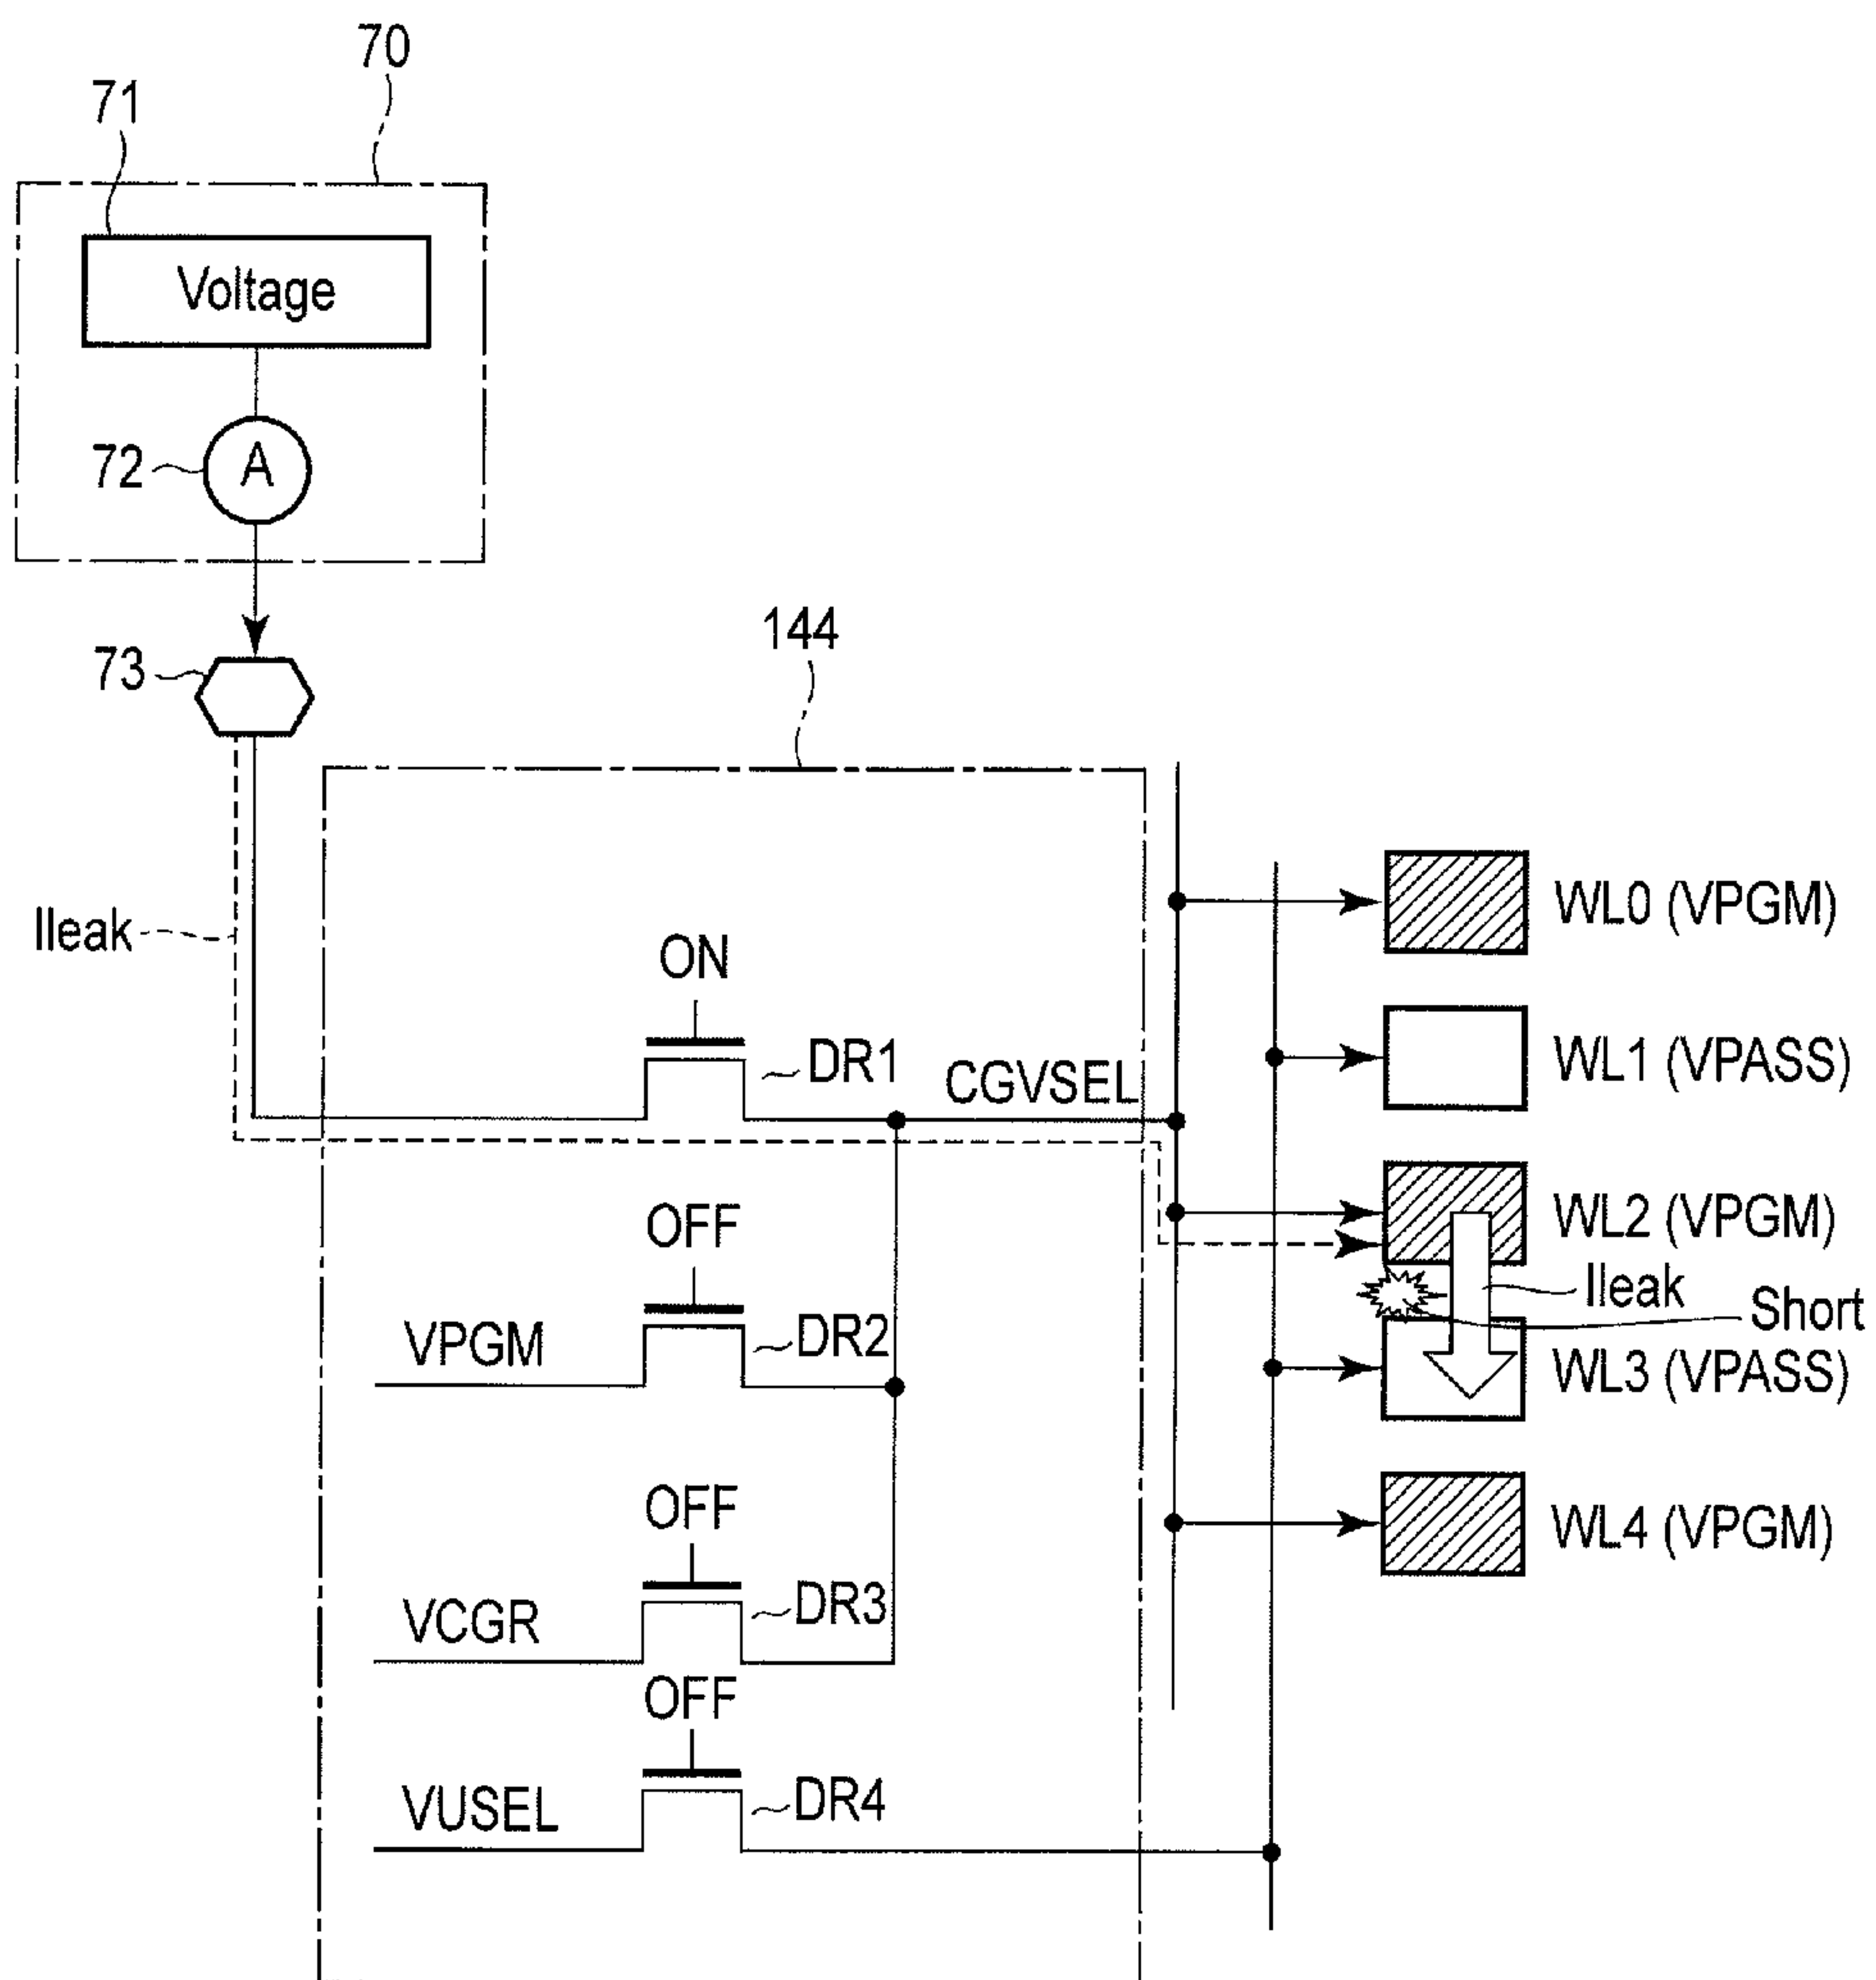 70
71
Voltage
72
A
73
144
Ileak
ON
DR1
CGVSEL
OFF
VPGM
DR2
OFF
VCGR
DR3
OFF
VUSEL
DR4
WL0 (VPGM)
WL1 (VPASS)
WL2 (VPGM)
Ileak
Short
WL3 (VPASS)
WL4 (VPGM)